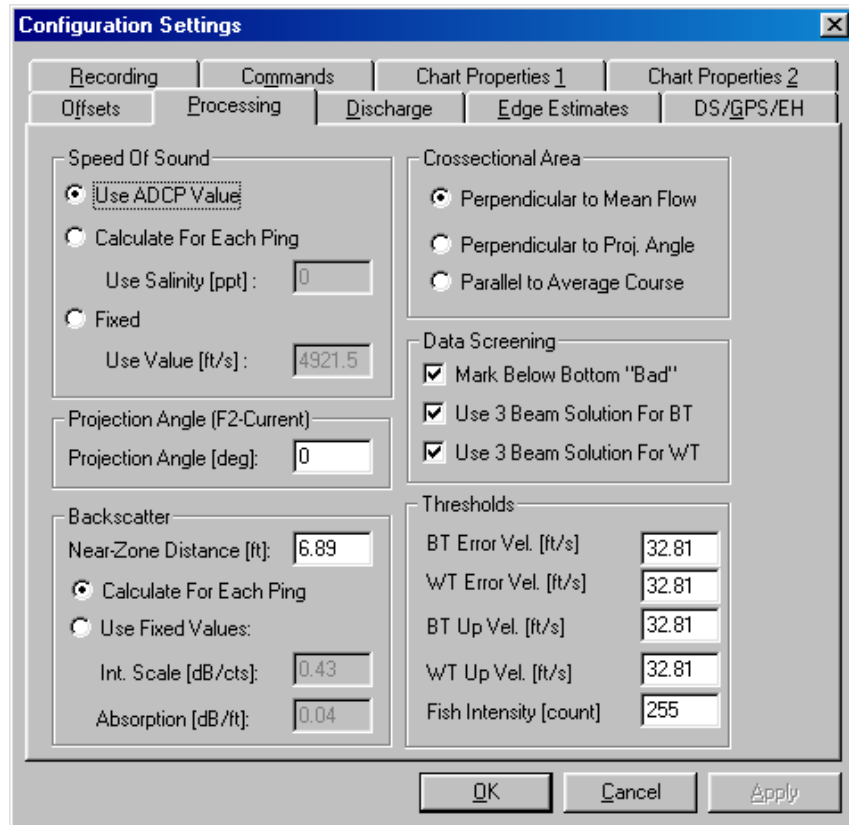 Configuration Settings
Recording
Commands
Chart Properties 1
Chart Properties 2
Offsets
Processing
Discharge
Edge Estimates
DS/GPS/EH
Speed Of Sound
Use ADCP Value
Calculate For Each Ping
Use Salinity [ppt] : 0
Fixed
Use Value [ft/s] : 4921.5
Projection Angle (F2-Current)
Projection Angle [deg]: 0
Backscatter
Near-Zone Distance [ft]: 6.89
Calculate For Each Ping
Use Fixed Values:
Int. Scale [dB/cts]: 0.43
Absorption [dB/ft]: 0.04
Crossectional Area
Perpendicular to Mean Flow
Perpendicular to Proj. Angle
Parallel to Average Course
Data Screening
Mark Below Bottom "Bad"
Use 3 Beam Solution For BT
Use 3 Beam Solution For WT
Thresholds
BT Error Vel. [ft/s] 32.81
WT Error Vel. [ft/s] 32.81
BT Up Vel. [ft/s] 32.81
WT Up Vel. [ft/s] 32.81
Fish Intensity [count] 255
OK
Cancel
Apply